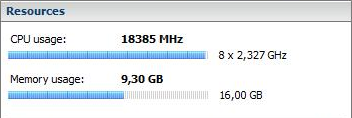 Resources
CPU usage: 18385 MHz
8 x 2,327 GHz
Memory usage: 9,30 GB
16,00 GB